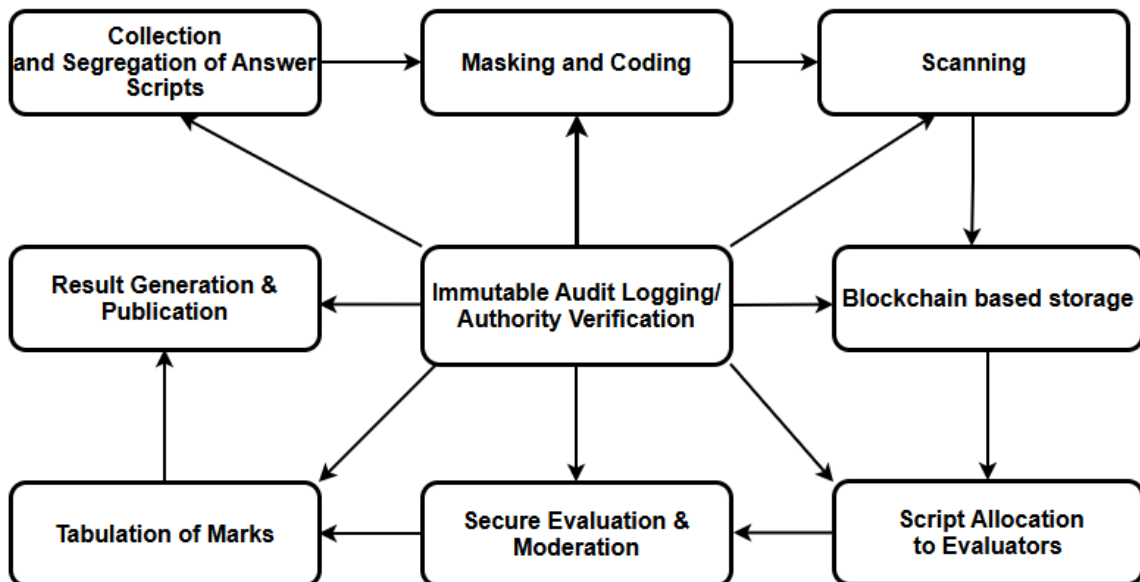 Collection
and Segregation of Answer
Scripts
Masking and Coding
Scanning
Result Generation &
Publication
Immutable Audit Logging/
Authority Verification
Blockchain based storage
Tabulation of Marks
Secure Evaluation &
Moderation
Script Allocation
to Evaluators